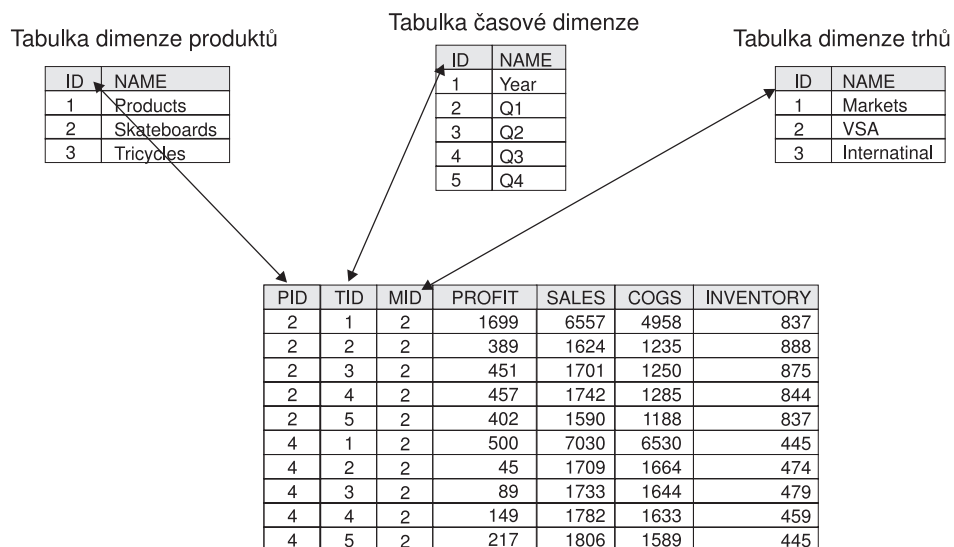 Tabulka dimenze produktů
Tabulka časové dimenze
Tabulka dimenze trhů
ID NAME
1 Products
2 Skateboards
3 Tricycles
ID NAME
1 Year
2 Q1
3 Q2
4 Q3
5 Q4
ID NAME
1 Markets
2 VSA
3 Internatinal
PID TID MID PROFIT SALES COGS INVENTORY
2 1 2 1699 6557 4958 837
2 2 2 389 1624 1235 888
2 3 2 451 1701 1250 875
2 4 2 457 1742 1285 844
2 5 2 402 1590 1188 837
4 1 2 500 7030 6530 445
4 2 2 45 1709 1664 474
4 3 2 89 1733 1644 479
4 4 2 149 1782 1633 459
4 5 2 217 1806 1589 445